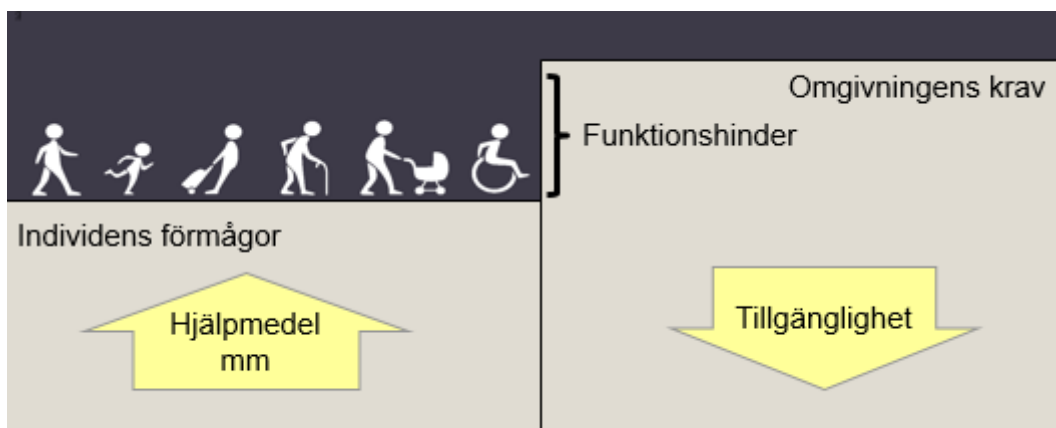 Omgivningens krav
Funktionshinder
Individens förmågor
Hjälpmedel
mm
Tillgänglighet